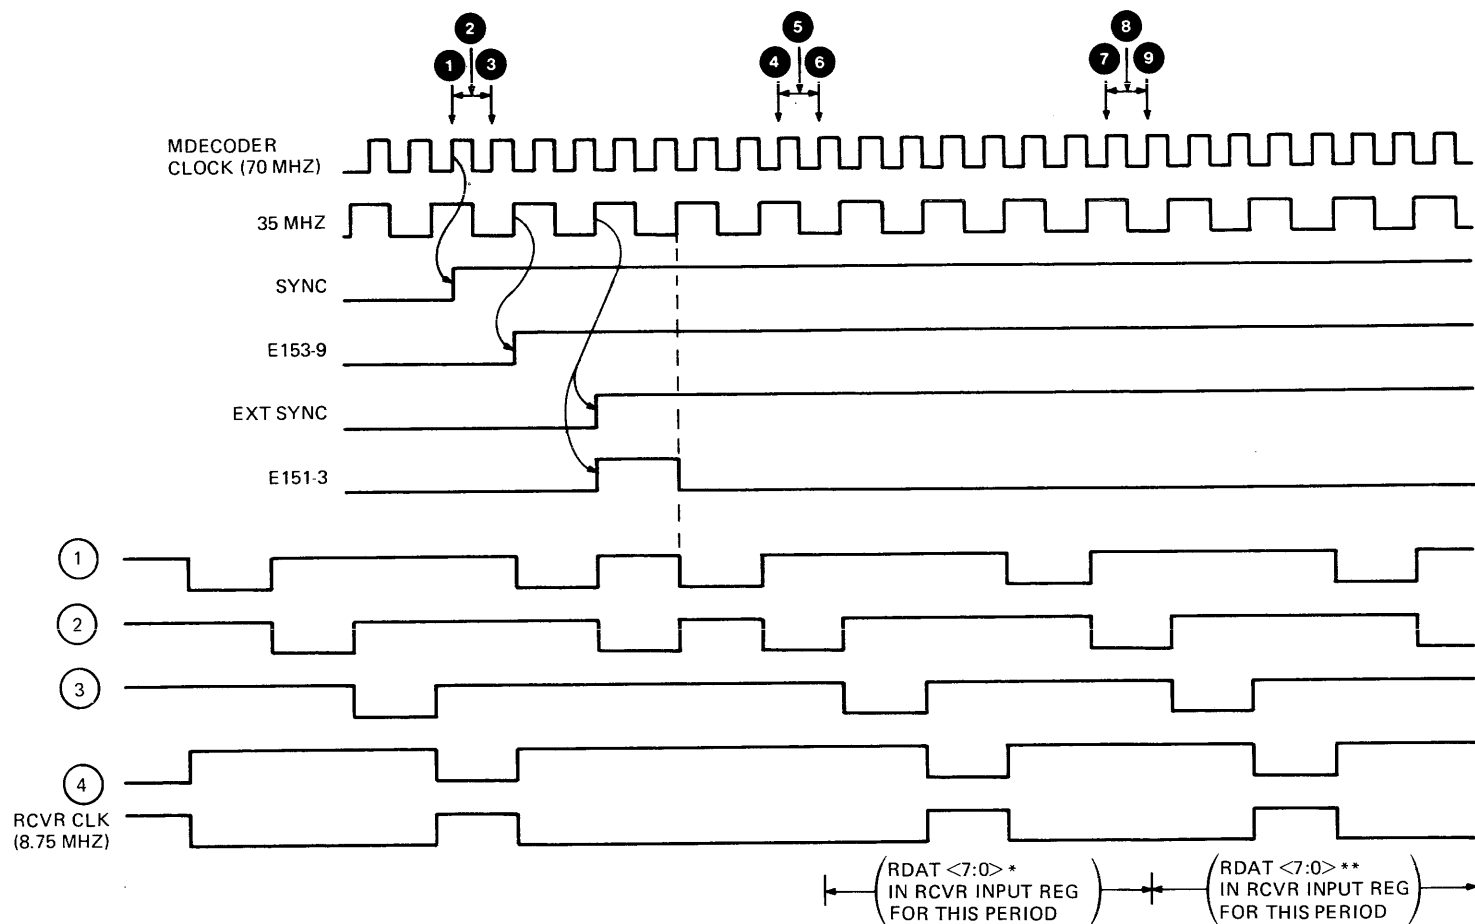 2
5
8
1
3
4
6
7
9
MDECODER
CLOCK (70 MHZ)
35 MHZ
SYNC
E153-9
EXT SYNC
E151-3
1
2
3
4
RCVR CLK
(8.75 MHZ)
RDAT <7:0> *
IN RCVR INPUT REG
FOR THIS PERIOD
RDAT <7:0> **
IN RCVR INPUT REG
FOR THIS PERIOD